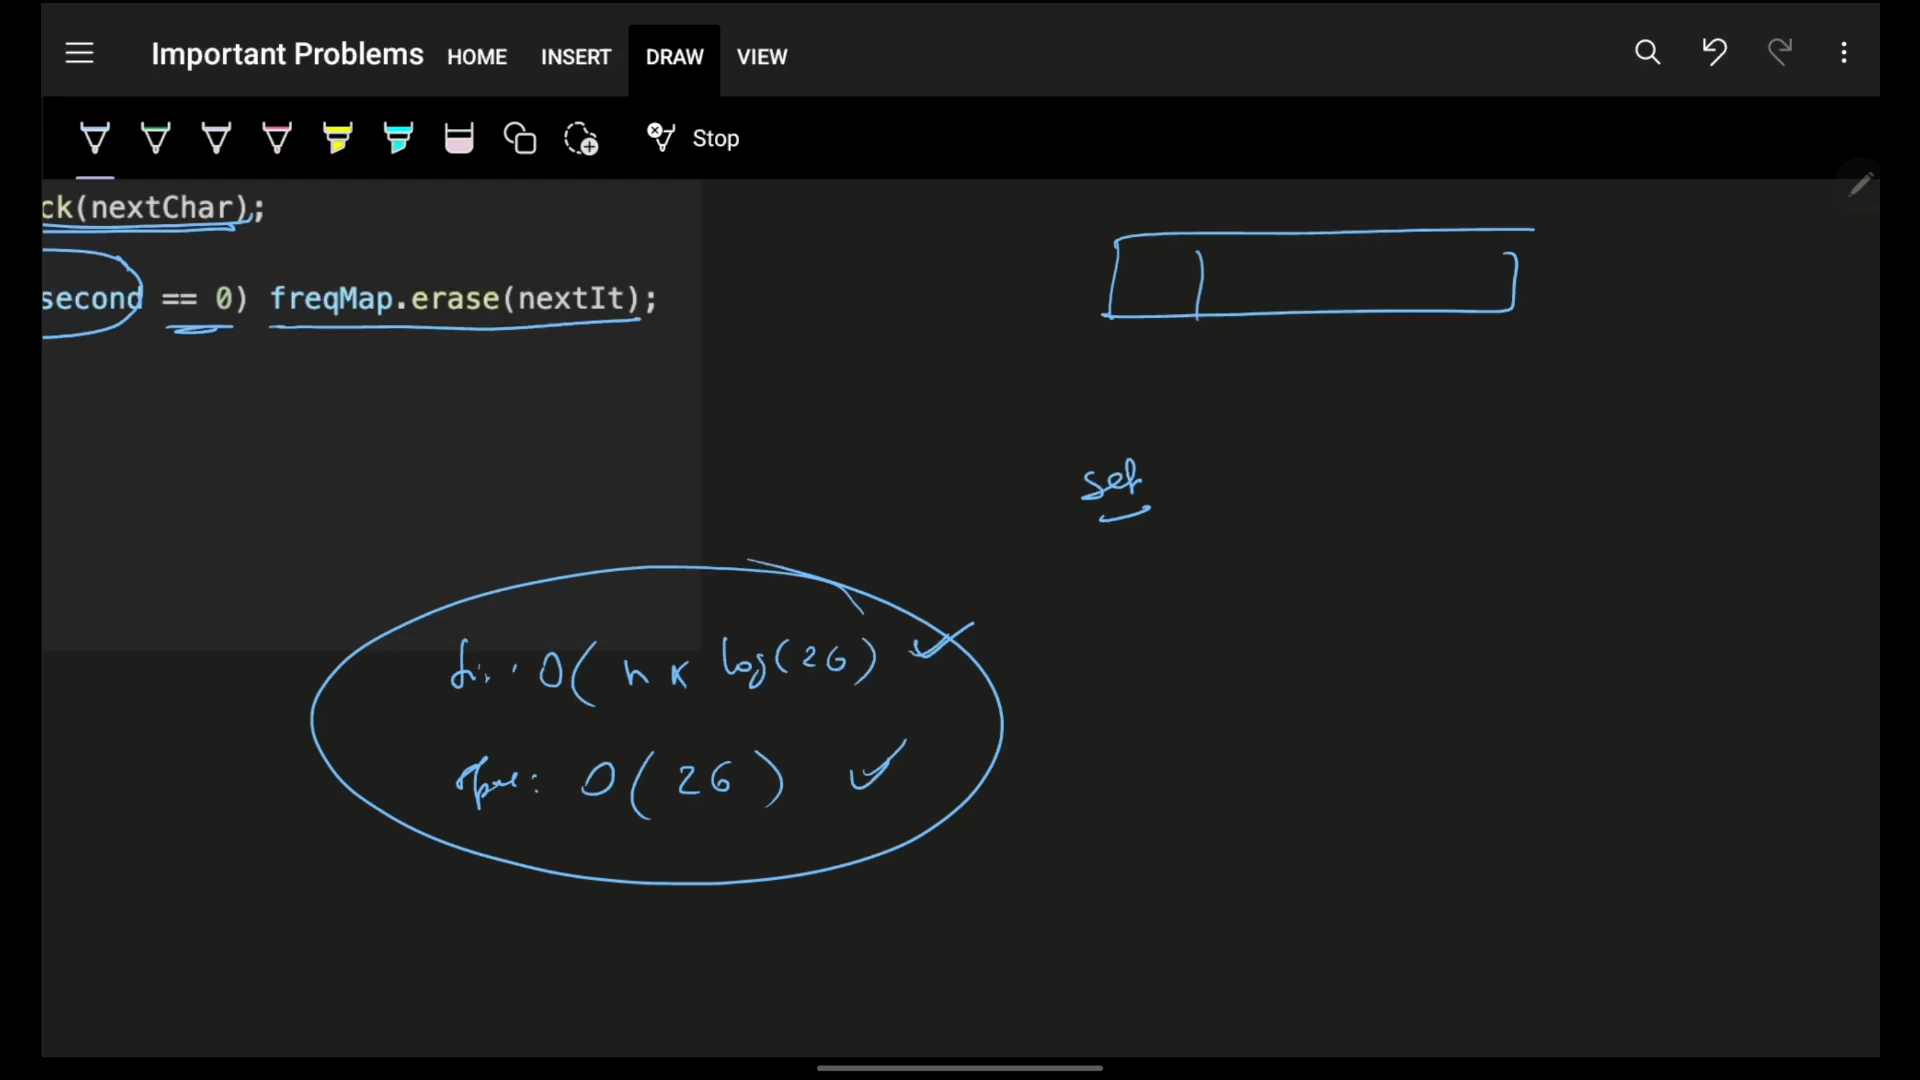 Important Problems HOME INSERT DRAW VIEW
Stop
ck(nextChar);
second == 0) freqMap.erase(nextIt);
set
O( n x log(26)
O( 26 )